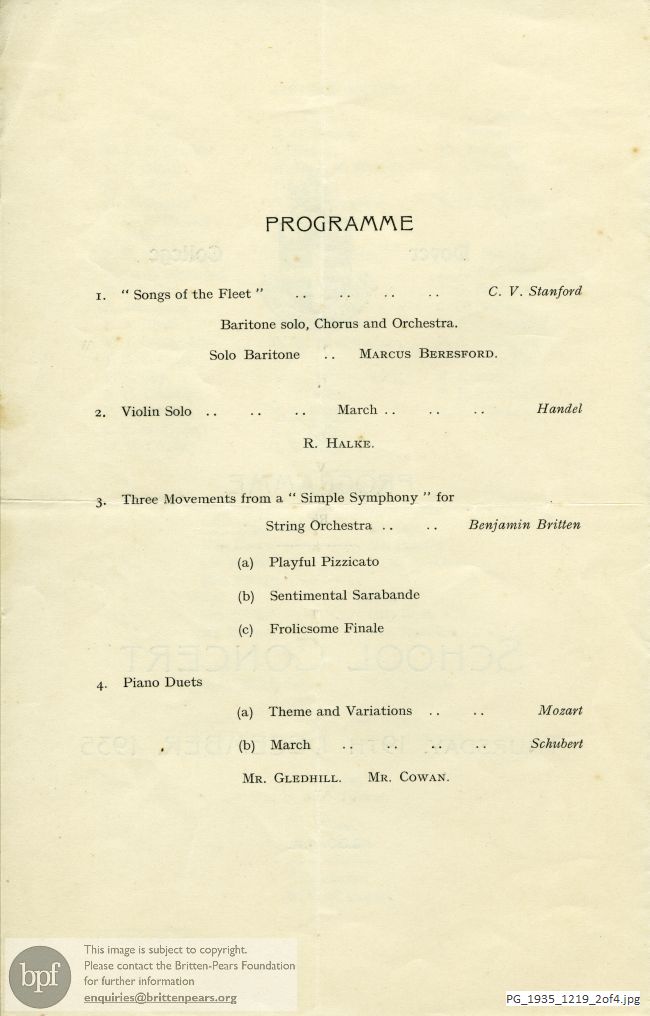 PROGRAMME
1. “ Songs of the Fleet ” .. .. .. .. C. V. Stanford
Baritone solo, Chorus and Orchestra.
Solo Baritone .. MARCUS BERESFORD.
2. Violin Solo .. .. .. March .. .. .. Handel
R. HALKE.
3. Three Movements from a “ Simple Symphony ” for
String Orchestra .. .. Benjamin Britten
(a) Playful Pizzicato
(b) Sentimental Sarabande
(c) Frolicsome Finale
4. Piano Duets
(a) Theme and Variations .. .. Mozart
(b) March .. .. .. .. Schubert
MR. GLEDHILL. MR. COWAN.
bpf
This image is subject to copyright.
Please contact the Britten-Pears Foundation
for further information
enquiries@brittenpears.org
PG_1935_1219_2of4.jpg